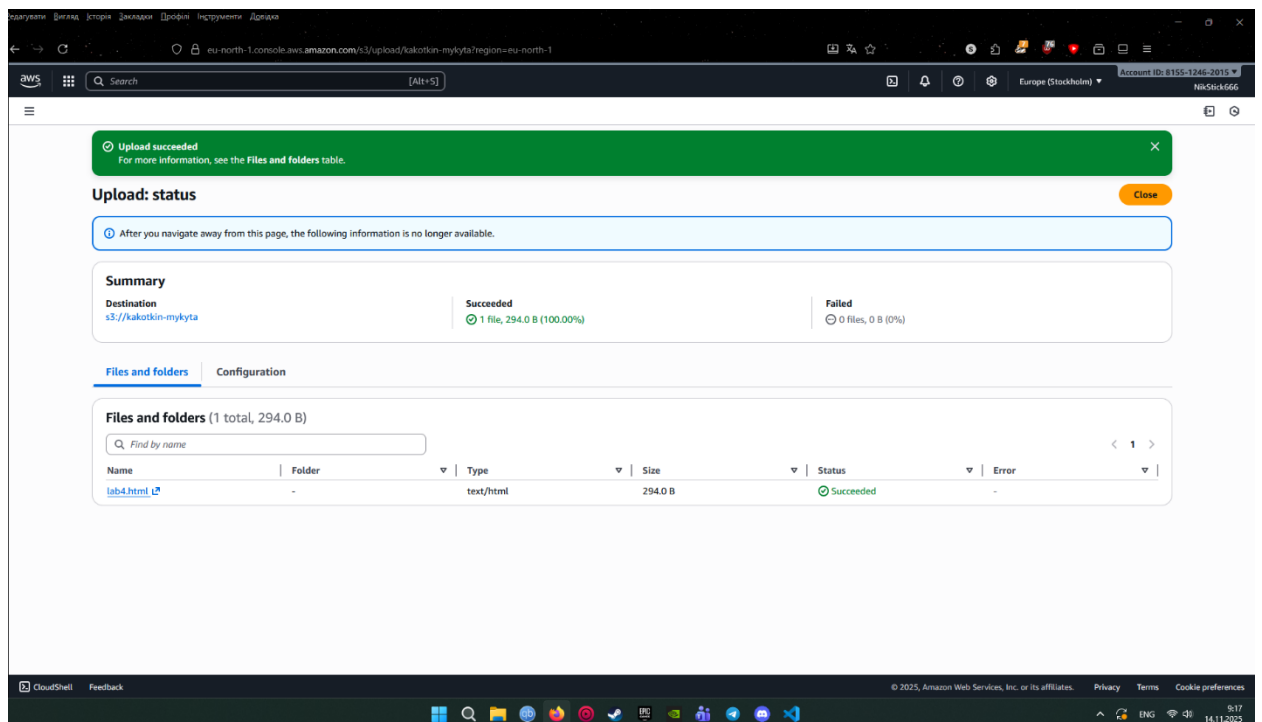 Редагувати Вигляд Історія Закладки Профілі Інструменти Довідка
eu-north-1.console.aws.amazon.com/s3/upload/kakotkin-mykyta?region=eu-north-1
76
aws Search [Alt+S] Europe (Stockholm) Account ID: 8155-1246-2015
NikStick666
Upload succeeded
For more information, see the Files and folders table.
Upload: status
Close
After you navigate away from this page, the following information is no longer available.
Summary
Destination Succeeded Failed
s3://kakotkin-mykyta 1 file, 294.0 B (100.00%) 0 files, 0 B (0%)
Files and folders Configuration
Files and folders (1 total, 294.0 B)
Find by name
1
Name Folder Type Size Status Error
lab4.html - text/html 294.0 B Succeeded -
CloudShell Feedback © 2025, Amazon Web Services, Inc. or its affiliates. Privacy Terms Cookie preferences
qb EPIC ENG 9:17
14.11.2025